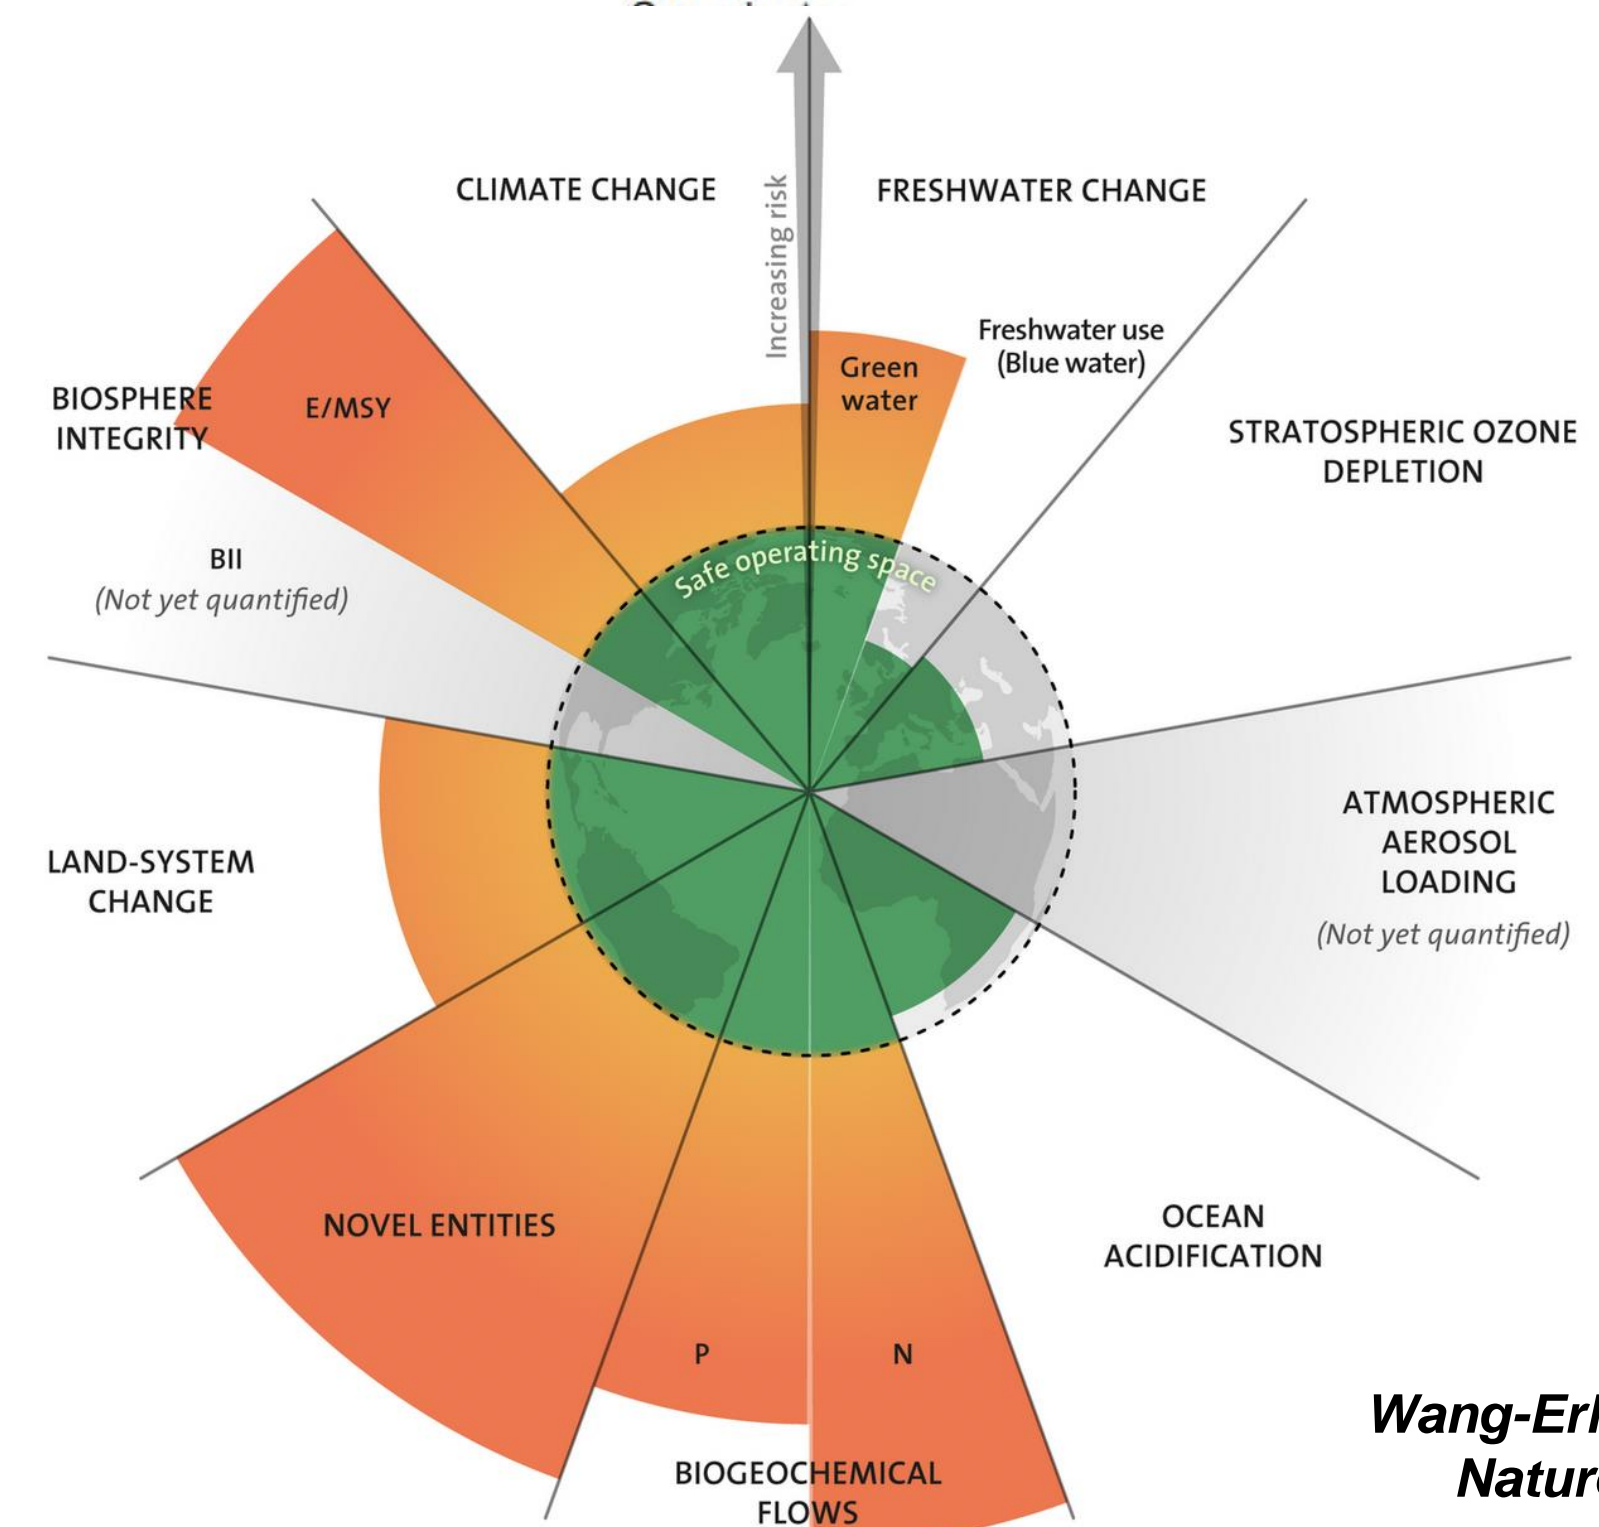 CLIMATE CHANGE
Increasing risk
FRESHWATER CHANGE
Green
water
Freshwater use
(Blue water)
STRATOSPHERIC OZONE
DEPLETION
BIOSPHERE
INTEGRITY
E/MSY
BII
(Not yet quantified)
Safe operating space
ATMOSPHERIC
AEROSOL
LOADING
(Not yet quantified)
LAND-SYSTEM
CHANGE
NOVEL ENTITIES
OCEAN
ACIDIFICATION
P
N
BIOGEOCHEMICAL
FLOWS